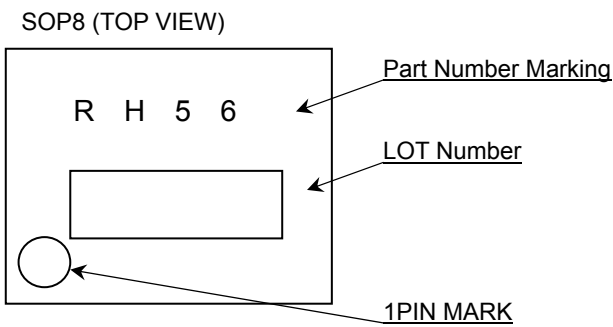 SOP8 (TOP VIEW)
Part Number Marking
R H 5 6
LOT Number
1PIN MARK